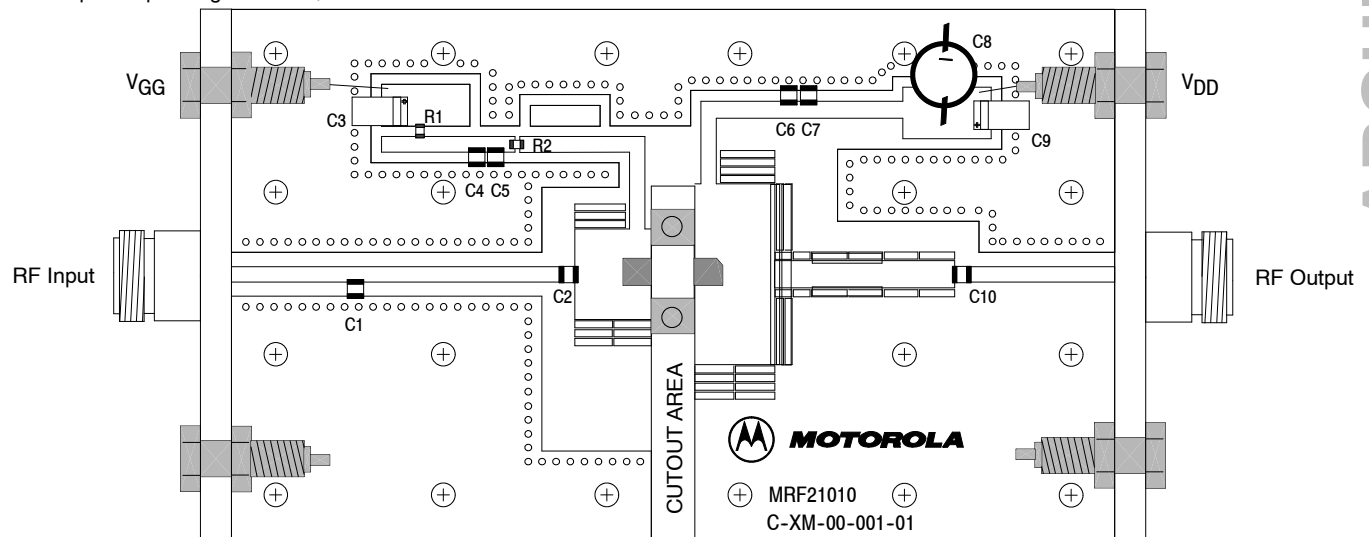 C8
VGG
VDD
C3
R1
C6 C7
C9
R2
C4 C5
RF Input
RF Output
C2
C10
C1
CUTOUT AREA
MOTOROLA
MRF21010
C-XM-00-001-01